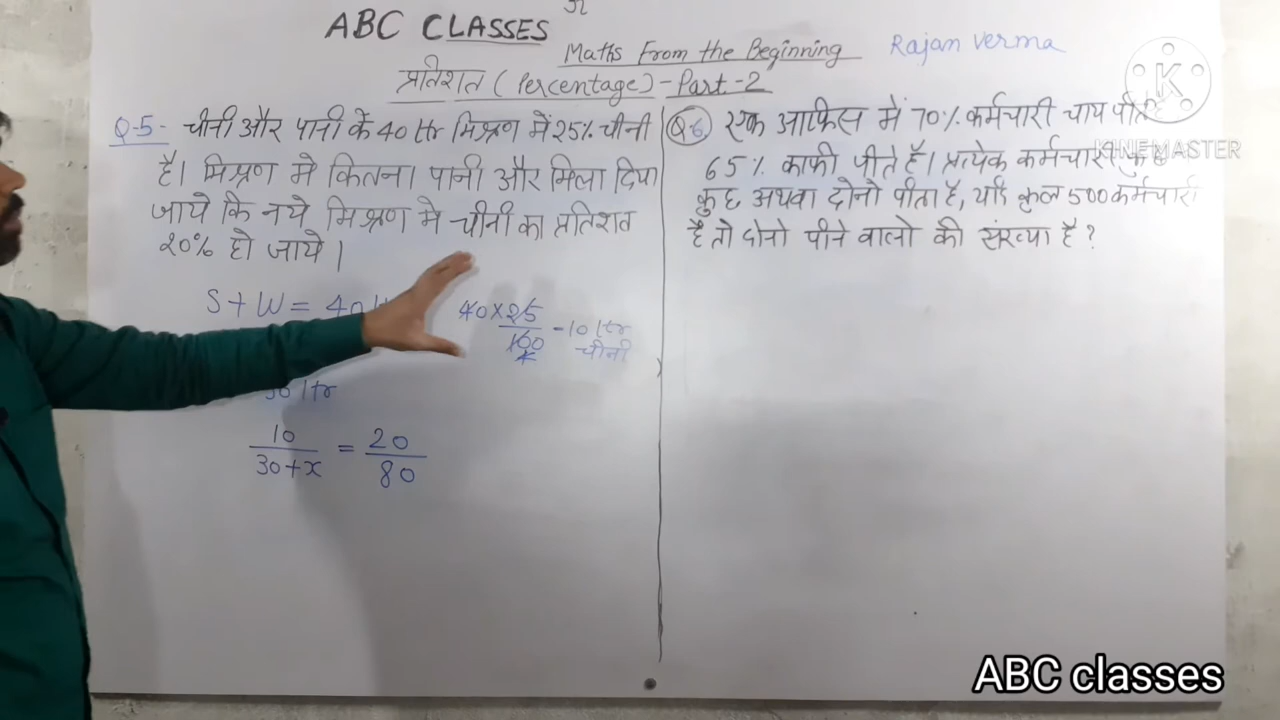 ABC CLASSES
Maths From the Beginning
Rajan Verma
प्रतिशत (Percentage) - Part-2
Q-5- चीनी और पानी के 40 ltr मिश्रण में 25% चीनी
है। मिश्रण मे कितना पानी और मिला दिया
जाये कि नये मिश्रण मे चीनी का प्रतिशत
20% हो जाये।
S + W = 40
40 × 25
100
- 10 ltr
चीनी
30 ltr
10 / 30 + x = 20 / 80
Q 6. एक आफिस में 70% कर्मचारी चाय पीते
65% काफी पीते है। प्रत्येक कर्मचारी
कुछ अथवा दोनो पीता है, यदि कुल 500 कर्मचारी
है तो दोनो पीने वालो की संख्या है ?
K
KINEMASTER
ABC classes